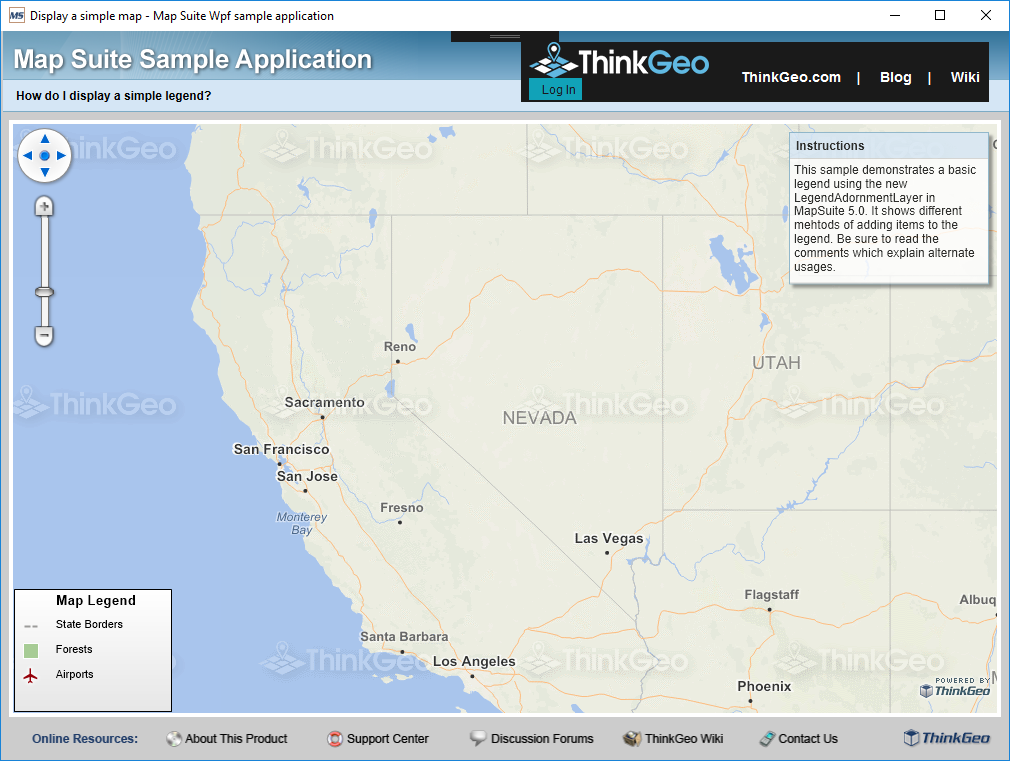 MS Display a simple map - Map Suite Wpf sample application
Map Suite Sample Application
ThinkGeo
Log In
ThinkGeo.com | Blog | Wiki
How do I display a simple legend?
ThinkGeo
ThinkGeo
ThinkGeo
Instructions
This sample demonstrates a basic
legend using the new
LegendAdornmentLayer in
MapSuite 5.0. It shows different
mehtods of adding items to the
legend. Be sure to read the
comments which explain alternate
usages.
Reno
UTAH
ThinkGeo
ThinkGeo
ThinkGeo
ThinkGeo
Sacramento
NEVADA
San Francisco
San Jose
Fresno
Monterey
Bay
Las Vegas
Flagstaff
Albuq
Santa Barbara
Los Angeles
ThinkGeo
ThinkGeo
ThinkGeo
Phoenix
Map Legend
State Borders
Forests
Airports
POWERED BY
ThinkGeo
Online Resources: About This Product Support Center Discussion Forums ThinkGeo Wiki Contact Us ThinkGeo